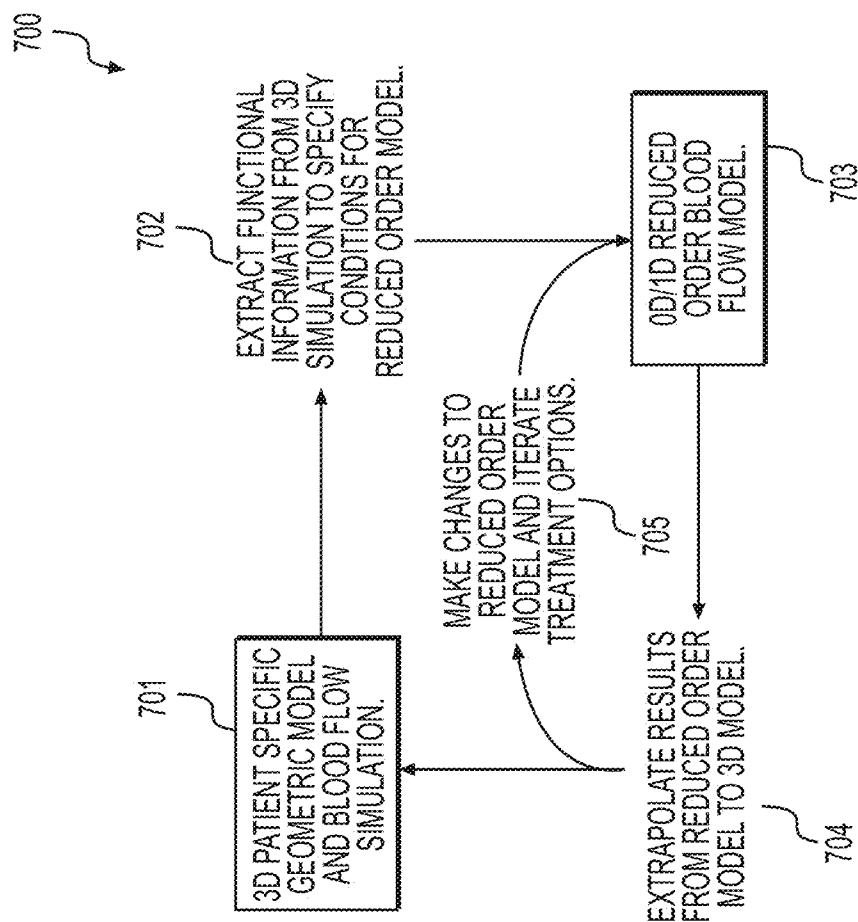 700
701
3D PATIENT SPECIFIC
GEOMETRIC MODEL
AND BLOOD FLOW
SIMULATION.
702
EXTRACT FUNCTIONAL
INFORMATION FROM 3D
SIMULATION TO SPECIFY
CONDITIONS FOR
REDUCED ORDER MODEL.
MAKE CHANGES TO
REDUCED ORDER
MODEL AND ITERATE
TREATMENT OPTIONS.
705
EXTRAPOLATE RESULTS
FROM REDUCED ORDER
MODEL TO 3D MODEL.
704
0D/1D REDUCED
ORDER BLOOD
FLOW MODEL.
703